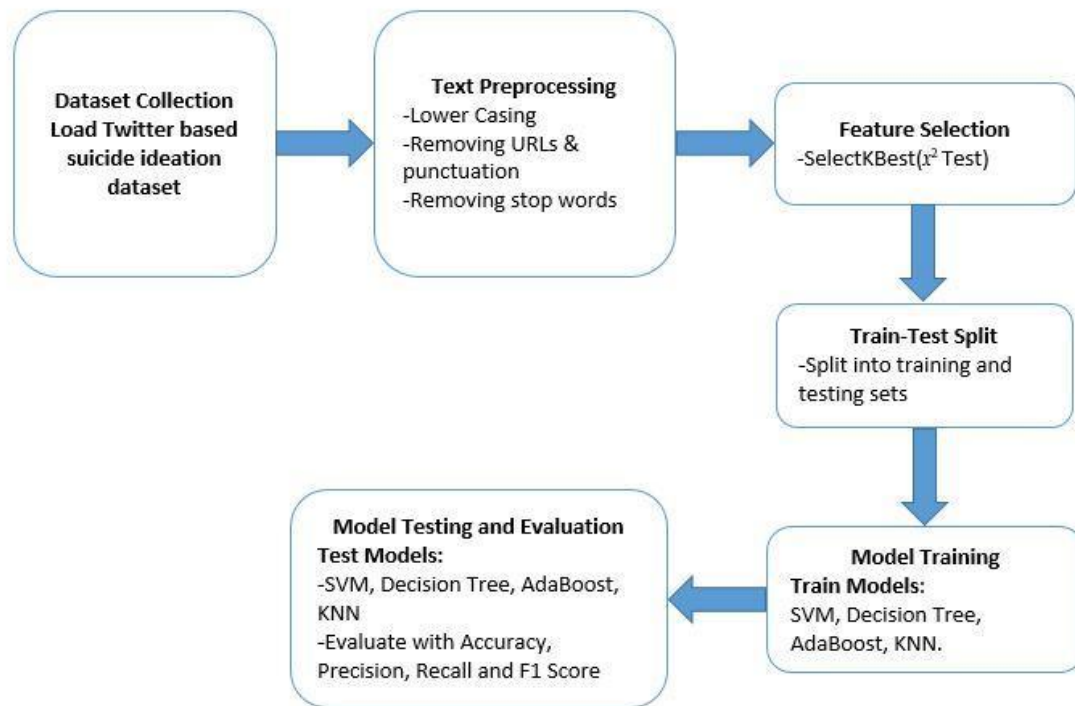 Dataset Collection
Load Twitter based
suicide ideation
dataset
Text Preprocessing
-Lower Casing
-Removing URLs &
punctuation
-Removing stop words
Feature Selection
-SelectKBest(x² Test)
Train-Test Split
-Split into training and
testing sets
Model Training
Train Models:
SVM, Decision Tree,
AdaBoost, KNN.
Model Testing and Evaluation
Test Models:
-SVM, Decision Tree, AdaBoost,
KNN
-Evaluate with Accuracy,
Precision, Recall and F1 Score